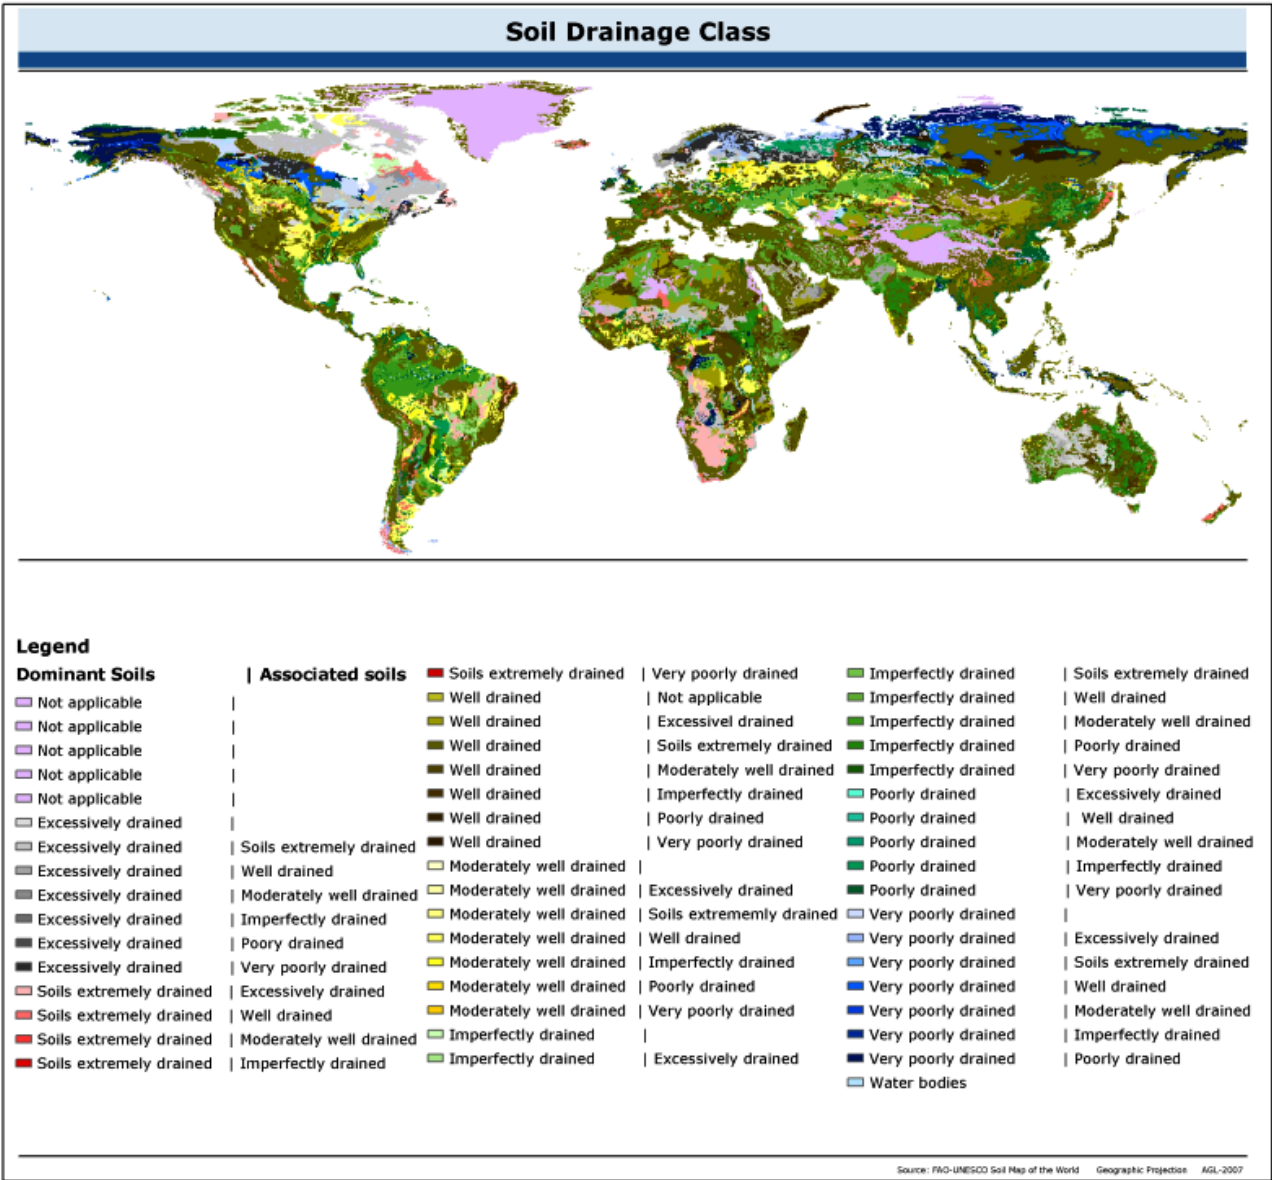 Soil Drainage Class
Legend
Dominant Soils | Associated soils
Not applicable |
Not applicable |
Not applicable |
Not applicable |
Not applicable |
Excessively drained |
Excessively drained | Soils extremely drained
Excessively drained | Well drained
Excessively drained | Moderately well drained
Excessively drained | Imperfectly drained
Excessively drained | Poory drained
Excessively drained | Very poorly drained
Soils extremely drained | Excessively drained
Soils extremely drained | Well drained
Soils extremely drained | Moderately well drained
Soils extremely drained | Imperfectly drained
Soils extremely drained | Very poorly drained
Well drained | Not applicable
Well drained | Excessivel drained
Well drained | Soils extremely drained
Well drained | Moderately well drained
Well drained | Imperfectly drained
Well drained | Poorly drained
Well drained | Very poorly drained
Moderately well drained |
Moderately well drained | Excessively drained
Moderately well drained | Soils extrememly drained
Moderately well drained | Well drained
Moderately well drained | Imperfectly drained
Moderately well drained | Poorly drained
Moderately well drained | Very poorly drained
Imperfectly drained |
Imperfectly drained | Excessively drained
Imperfectly drained | Soils extremely drained
Imperfectly drained | Well drained
Imperfectly drained | Moderately well drained
Imperfectly drained | Poorly drained
Imperfectly drained | Very poorly drained
Poorly drained | Excessively drained
Poorly drained | Well drained
Poorly drained | Moderately well drained
Poorly drained | Imperfectly drained
Poorly drained | Very poorly drained
Very poorly drained |
Very poorly drained | Excessively drained
Very poorly drained | Soils extremely drained
Very poorly drained | Well drained
Very poorly drained | Moderately well drained
Very poorly drained | Imperfectly drained
Very poorly drained | Poorly drained
Water bodies
Source: FAO-UNESCO Soil Map of the World Geographic Projection AGL-2007